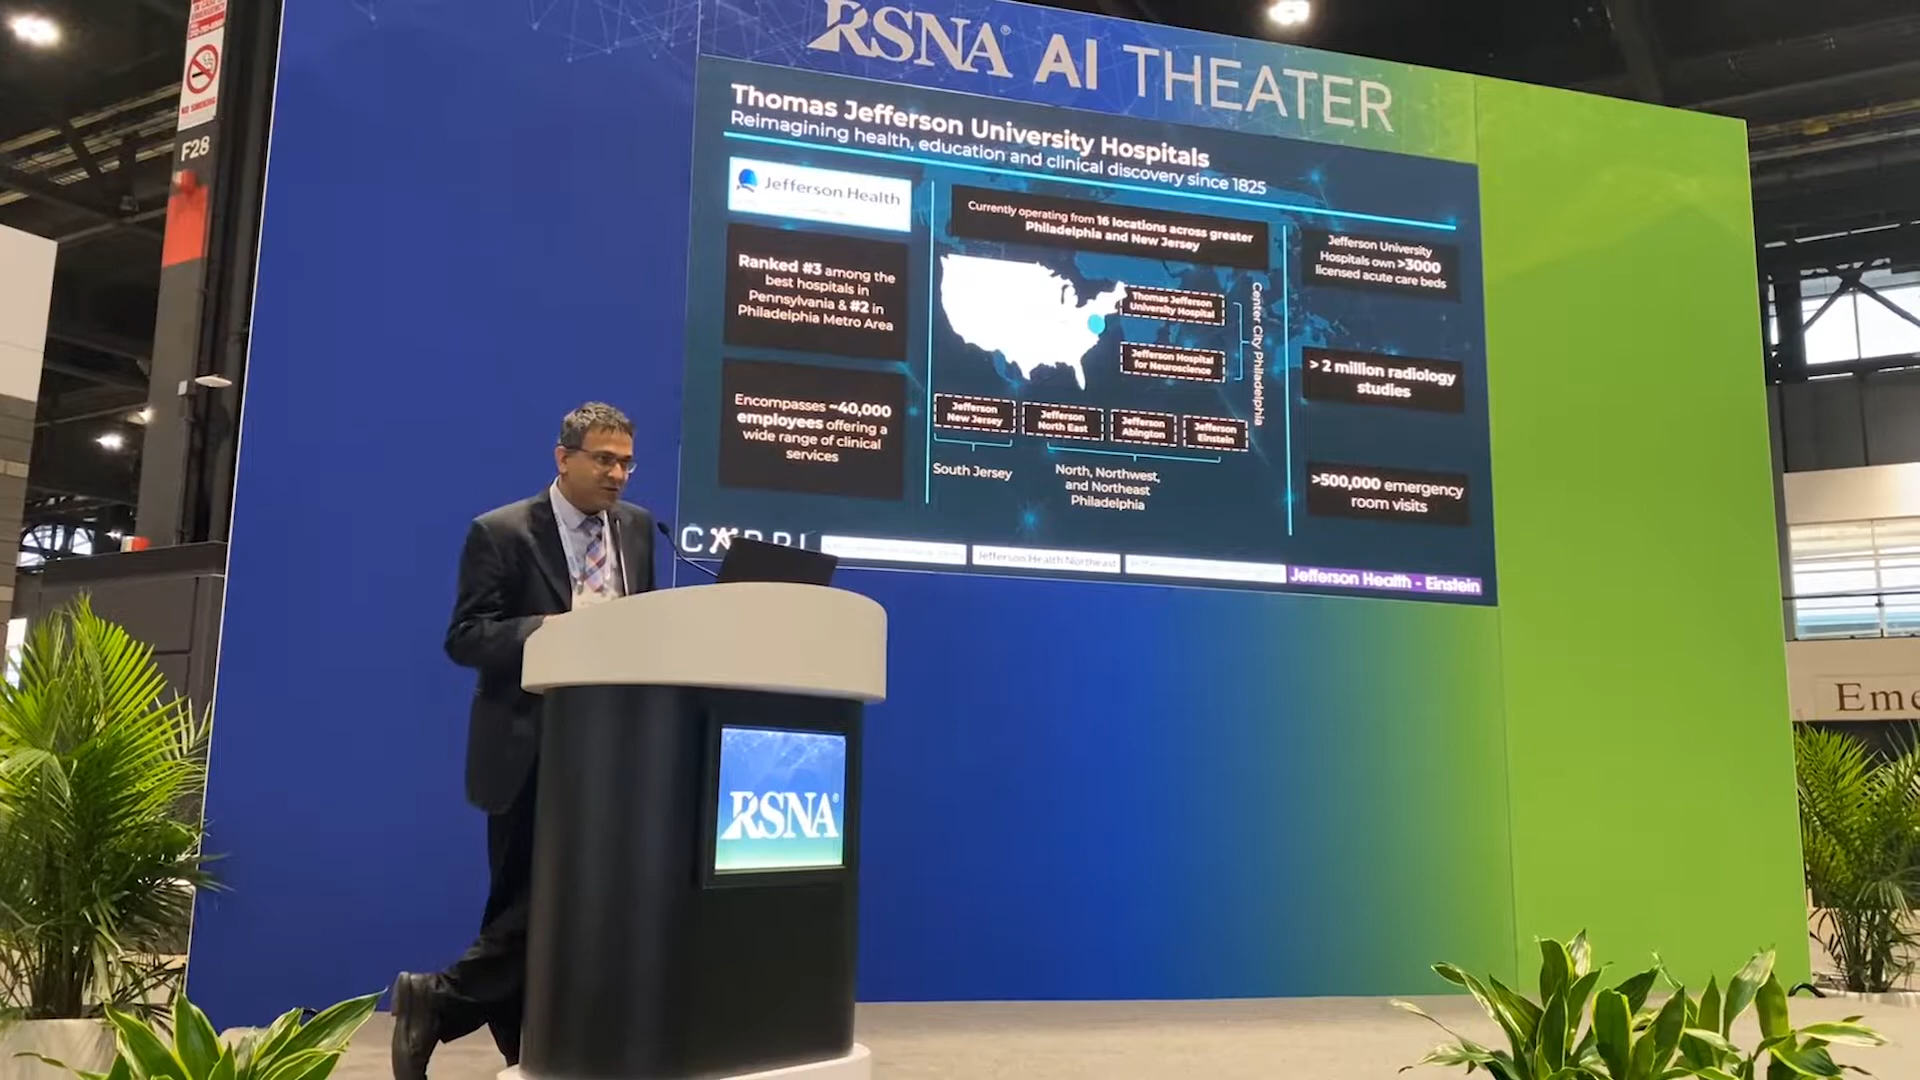 NO SMOKING
F28
RSNA® AI THEATER
Thomas Jefferson University Hospitals
Reimagining health, education and clinical discovery since 1825
Jefferson Health
Ranked #3 among the
best hospitals in
Pennsylvania & #2 in
Philadelphia Metro Area
Encompasses ~40,000
employees offering a
wide range of clinical
services
Currently operating from 16 locations across greater
Philadelphia and New Jersey
Thomas Jefferson
University Hospital
Jefferson Hospital
for Neuroscience
Center City Philadelphia
Jefferson
New Jersey
Jefferson
North East
Jefferson
Abington
Jefferson
Einstein
South Jersey
North, Northwest,
and Northeast
Philadelphia
Jefferson University
Hospitals own >3000
licensed acute care beds
> 2 million radiology
studies
>500,000 emergency
room visits
Jefferson Health Northeast
Jefferson Health - Einstein
RSNA®
Eme